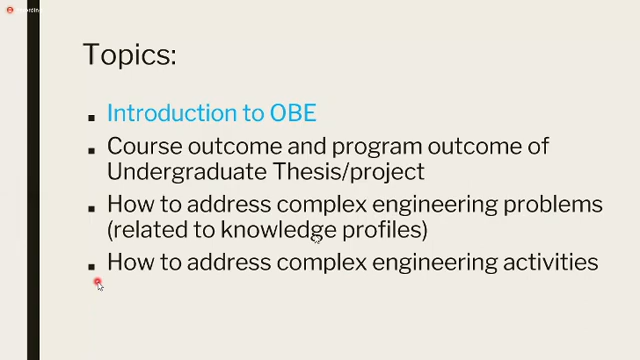 Recording
Topics:
Introduction to OBE
Course outcome and program outcome of
Undergraduate Thesis/project
How to address complex engineering problems
(related to knowledge profiles)
How to address complex engineering activities